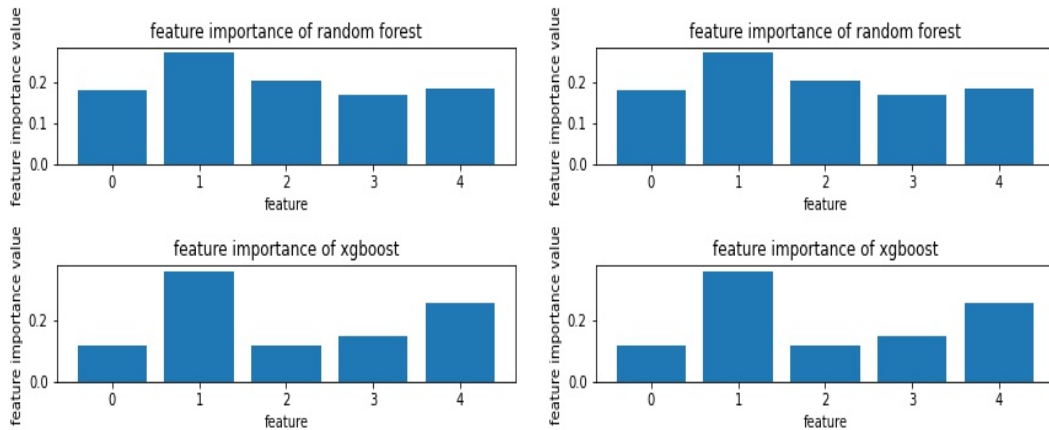 feature importance of random forest
feature importance value
0.2
0.1
0.0
0 1 2 3 4
feature
feature importance of random forest
feature importance value
0.2
0.1
0.0
0 1 2 3 4
feature
feature importance of xgboost
feature importance value
0.2
0.0
0 1 2 3 4
feature
feature importance of xgboost
feature importance value
0.2
0.0
0 1 2 3 4
feature